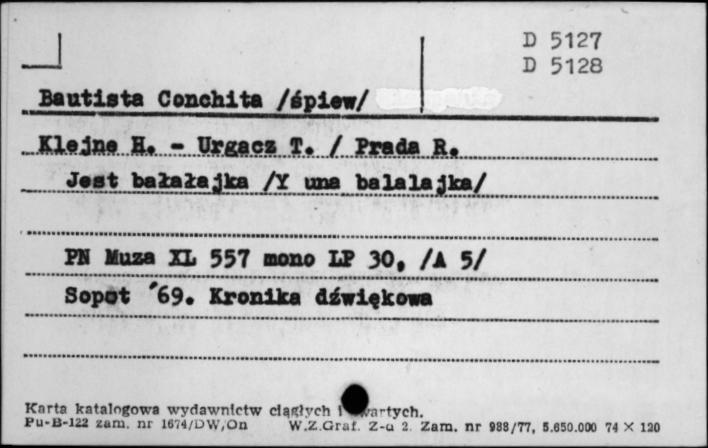 D 5127
D 5128
Bautista Conchita /śpiew/
Klejne H. - Urgacz T. / Prada R.
Jest bałałajka /Y una balalajka/
PN Muza XL 557 mono LP 30, /A 5/
Sopot '69. Kronika dźwiękowa
Karta katalogowa wydawnictw ciągłych i wartych.
Pu-B-122 zam. nr 1674/DW/On W.Z.Graf. Z-d 2. Zam. nr 988/77, 5.650.000 74 × 120